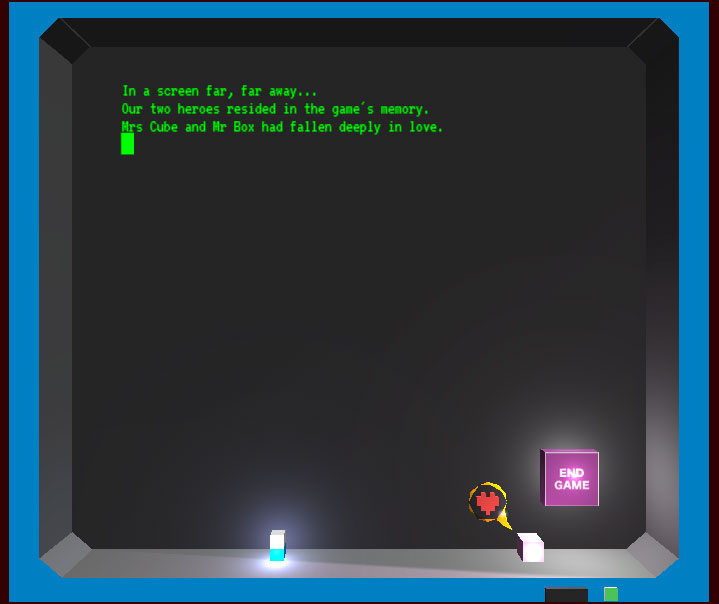 In a screen far, far away...
Our two heroes resided in the game's memory.
Mrs Cube and Mr Box had fallen deeply in love.
END
GAME